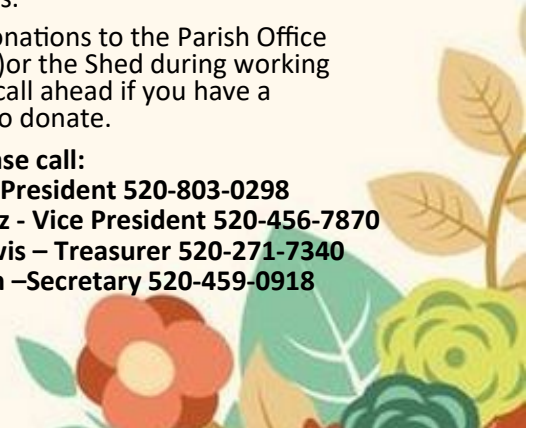 s.
onations to the Parish Office
)or the Shed during working
call ahead if you have a
o donate.
ase call:
President 520-803-0298
z - Vice President 520-456-7870
vis – Treasurer 520-271-7340
n –Secretary 520-459-0918